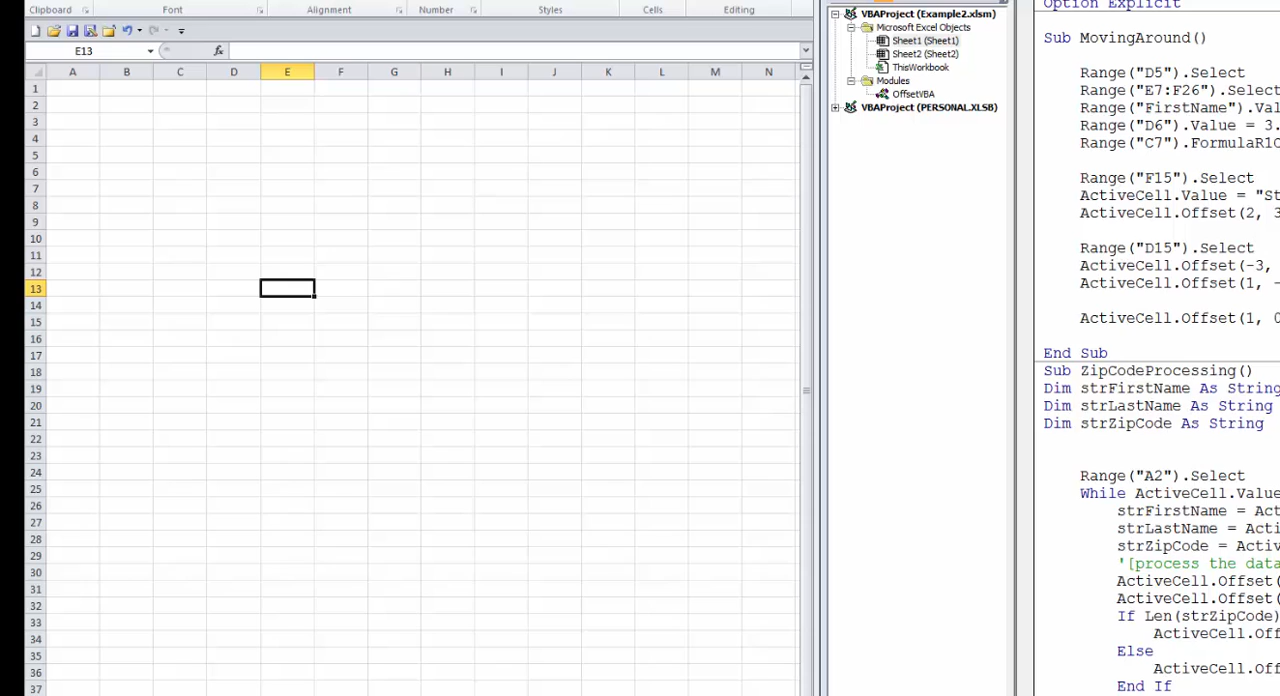 Clipboard
Font
Alignment
Number
Styles
Cells
Editing
E13
fx
A B C D E F G H I J K L M N
1
2
3
4
5
6
7
8
9
10
11
12
13
14
15
16
17
18
19
20
21
22
23
24
25
26
27
28
29
30
31
32
33
34
35
36
37
VBAProject (Example2.xlsm)
Microsoft Excel Objects
Sheet1 (Sheet1)
Sheet2 (Sheet2)
ThisWorkbook
Modules
OffsetVBA
VBAProject (PERSONAL.XLSB)
Option Explicit
Sub MovingAround()
Range("D5").Select
Range("E7:F26").Select
Range("FirstName").Val
Range("D6").Value = 3.
Range("C7").FormulaR1C
Range("F15").Select
ActiveCell.Value = "St
ActiveCell.Offset(2, 3
Range("D15").Select
ActiveCell.Offset(-3,
ActiveCell.Offset(1, -
ActiveCell.Offset(1, 0
End Sub
Sub ZipCodeProcessing()
Dim strFirstName As String
Dim strLastName As String
Dim strZipCode As String
Range("A2").Select
While ActiveCell.Value
strFirstName = Act
strLastName = Acti
strZipCode = Active
'[process the data
ActiveCell.Offset(
ActiveCell.Offset(
If Len(strZipCode)
ActiveCell.Of
Else
ActiveCell.Off
End If